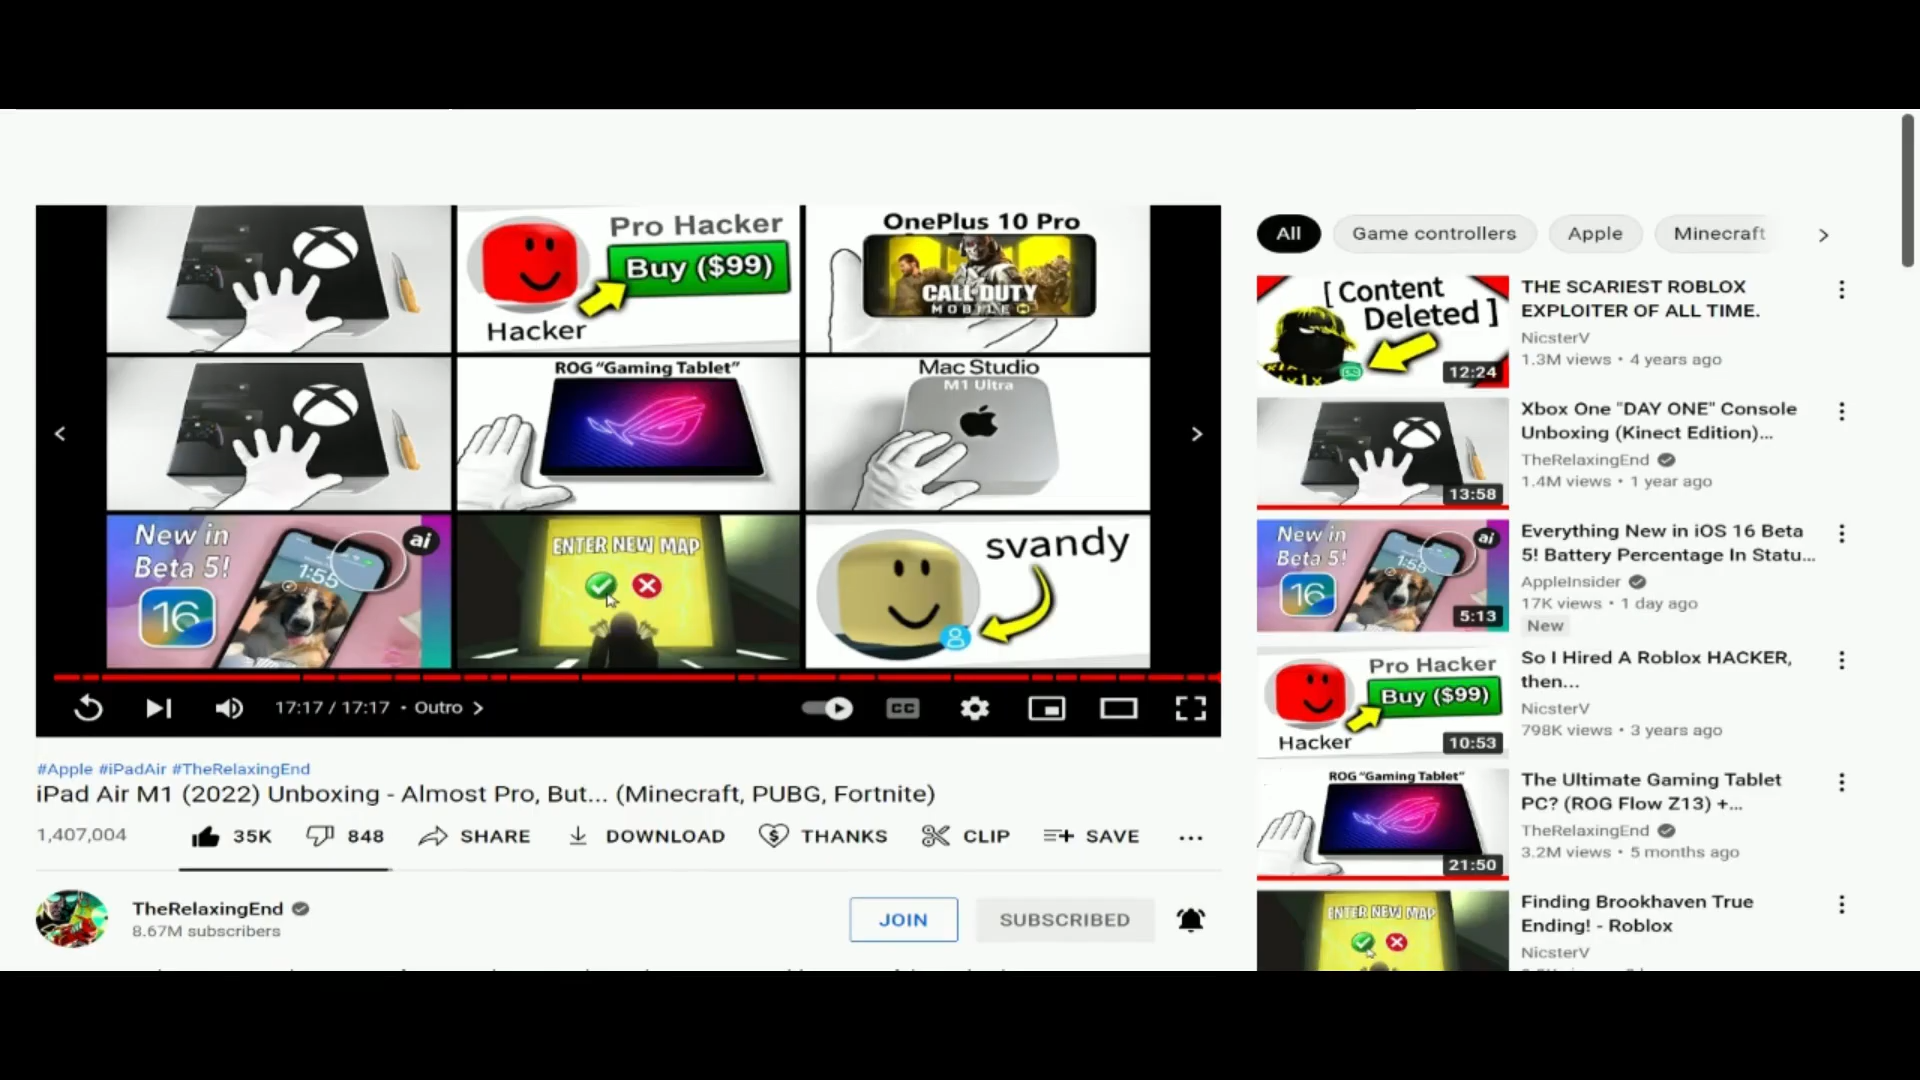 Pro Hacker
Buy ($99)
Hacker
OnePlus 10 Pro
CALL DUTY
MOBILE
ROG “Gaming Tablet”
Mac Studio
M1 Ultra
New in
Beta 5!
ai
1:55
16
ENTER NEW MAP
svandy
17:17 / 17:17 • Outro
CC
#Apple #iPadAir #TheRelaxingEnd
iPad Air M1 (2022) Unboxing - Almost Pro, But... (Minecraft, PUBG, Fortnite)
1,407,004
35K
848
SHARE
DOWNLOAD
THANKS
CLIP
SAVE
TheRelaxingEnd
8.67M subscribers
JOIN
SUBSCRIBED
All
Game controllers
Apple
Minecraft
[ Content
Deleted ]
12:24
THE SCARIEST ROBLOX
EXPLOITER OF ALL TIME.
NicsterV
1.3M views • 4 years ago
13:58
Xbox One "DAY ONE" Console
Unboxing (Kinect Edition)...
TheRelaxingEnd
1.4M views • 1 year ago
New in
Beta 5!
ai
1:55
16
5:13
Everything New in iOS 16 Beta
5! Battery Percentage In Statu...
AppleInsider
17K views • 1 day ago
New
Pro Hacker
Buy ($99)
Hacker
10:53
So I Hired A Roblox HACKER,
then...
NicsterV
798K views • 3 years ago
ROG “Gaming Tablet”
21:50
The Ultimate Gaming Tablet
PC? (ROG Flow Z13) +...
TheRelaxingEnd
3.2M views • 5 months ago
ENTER NEW MAP
Finding Brookhaven True
Ending! - Roblox
NicsterV